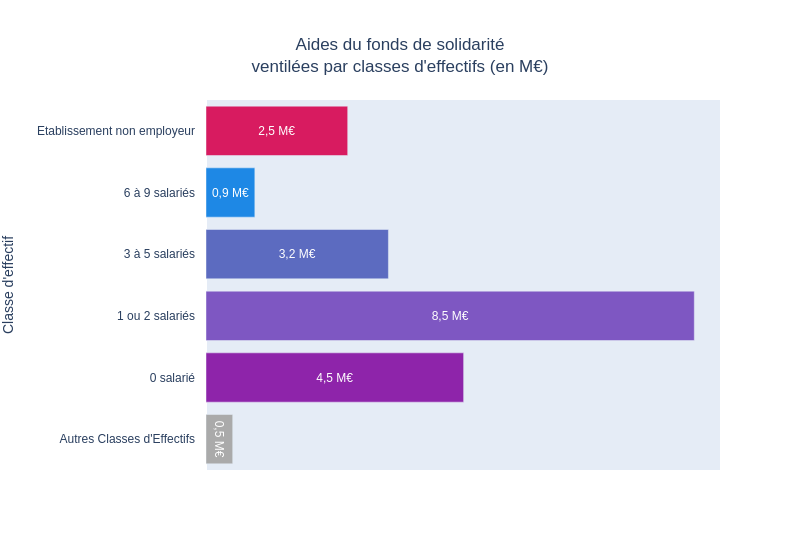 Aides du fonds de solidarité
ventilées par classes d'effectifs (en M€)
Classe d'effectif
Etablissement non employeur
2,5 M€
6 à 9 salariés
0,9 M€
3 à 5 salariés
3,2 M€
1 ou 2 salariés
8,5 M€
0 salarié
4,5 M€
Autres Classes d'Effectifs
0,5 M€